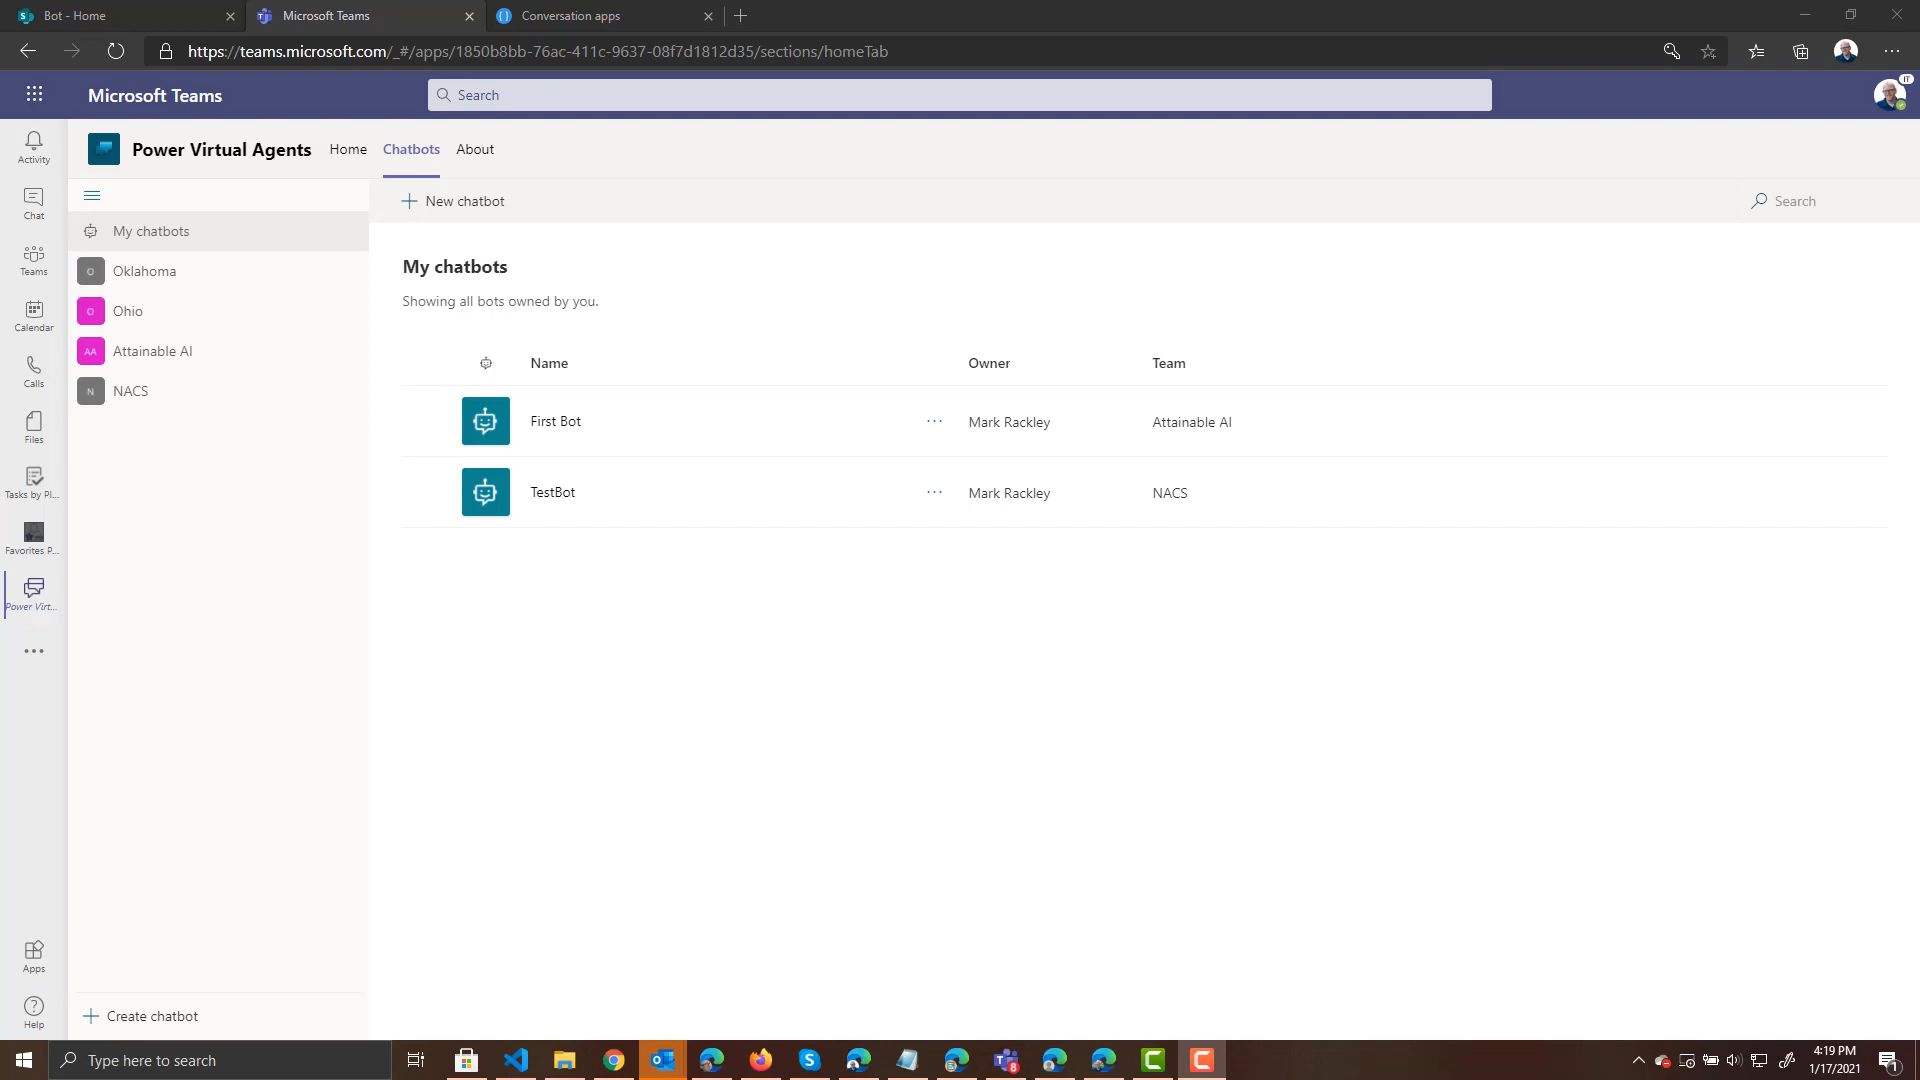 Bot - Home
Microsoft Teams
Conversation apps
https://teams.microsoft.com/_#/apps/1850b8bb-76ac-411c-9637-08f7d1812d35/sections/homeTab
Microsoft Teams
Search
IT
Power Virtual Agents
Home
Chatbots
About
Activity
Chat
Teams
Calendar
Calls
Files
Tasks by Pl...
Favorites P...
Power Virt...
Apps
Help
My chatbots
O Oklahoma
O Ohio
AA Attainable AI
N NACS
Create chatbot
New chatbot
Search
My chatbots
Showing all bots owned by you.
Name Owner Team
First Bot ... Mark Rackley Attainable AI
TestBot ... Mark Rackley NACS
Type here to search
8
4:19 PM
1/17/2021
1